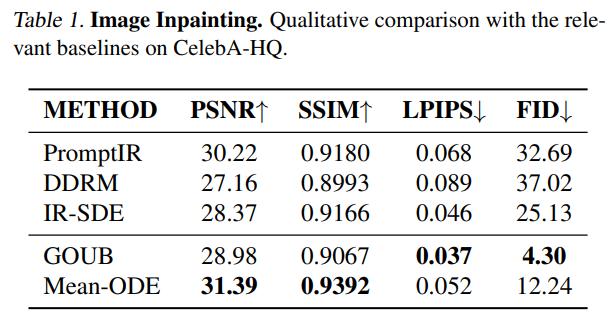 Table 1. Image Inpainting. Qualitative comparison with the rele-
vant baselines on CelebA-HQ.
METHOD PSNR↑ SSIM↑ LPIPS↓ FID↓
PromptIR 30.22 0.9180 0.068 32.69
DDRM 27.16 0.8993 0.089 37.02
IR-SDE 28.37 0.9166 0.046 25.13
GOUB 28.98 0.9067 0.037 4.30
Mean-ODE 31.39 0.9392 0.052 12.24